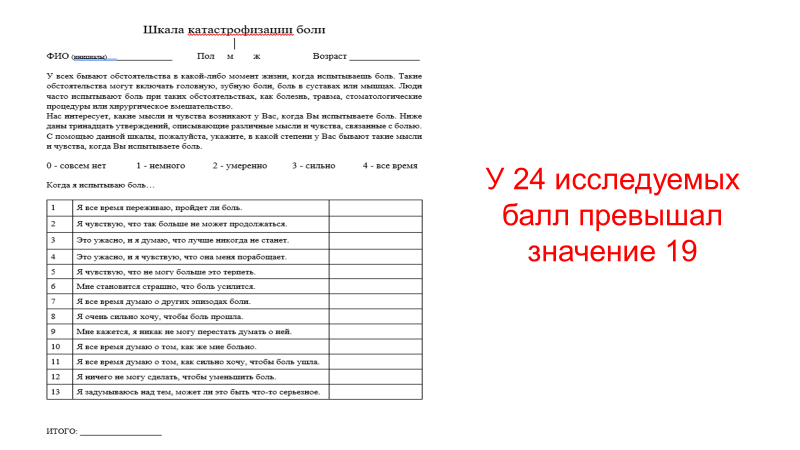 Шкала катастрофизации боли
ФИО (инициалы)_______________ Пол м ж Возраст ________________
У всех бывают обстоятельства в какой-либо момент жизни, когда испытываешь боль. Такие
обстоятельства могут включать головную, зубную боли, боль в суставах или мышцах. Люди
часто испытывают боль при таких обстоятельствах, как болезнь, травма, стоматологические
процедуры или хирургическое вмешательство.
Нас интересует, какие мысли и чувства возникают у Вас, когда Вы испытываете боль. Ниже
даны тринадцать утверждений, описывающие различные мысли и чувства, связанные с болью.
С помощью данной шкалы, пожалуйста, укажите, в какой степени у Вас бывают такие мысли
и чувства, когда Вы испытываете боль.
0 - совсем нет 1 - немного 2 - умеренно 3 - сильно 4 - все время
Когда я испытываю боль…
1 Я все время переживаю, пройдет ли боль.
2 Я чувствую, что так больше не может продолжаться.
3 Это ужасно, и я думаю, что лучше никогда не станет.
4 Это ужасно, и я чувствую, что она меня порабощает.
5 Я чувствую, что не могу больше это терпеть.
6 Мне становится страшно, что боль усилится.
7 Я все время думаю о других эпизодах боли.
8 Я очень сильно хочу, чтобы боль прошла.
9 Мне кажется, я никак не могу перестать думать о ней.
10 Я все время думаю о том, как же мне больно.
11 Я все время думаю о том, как сильно хочу, чтобы боль ушла.
12 Я ничего не могу сделать, чтобы уменьшить боль.
13 Я задумываюсь над тем, может ли это быть что-то серьезное.
ИТОГО: ___________________
У 24 исследуемых
балл превышал
значение 19